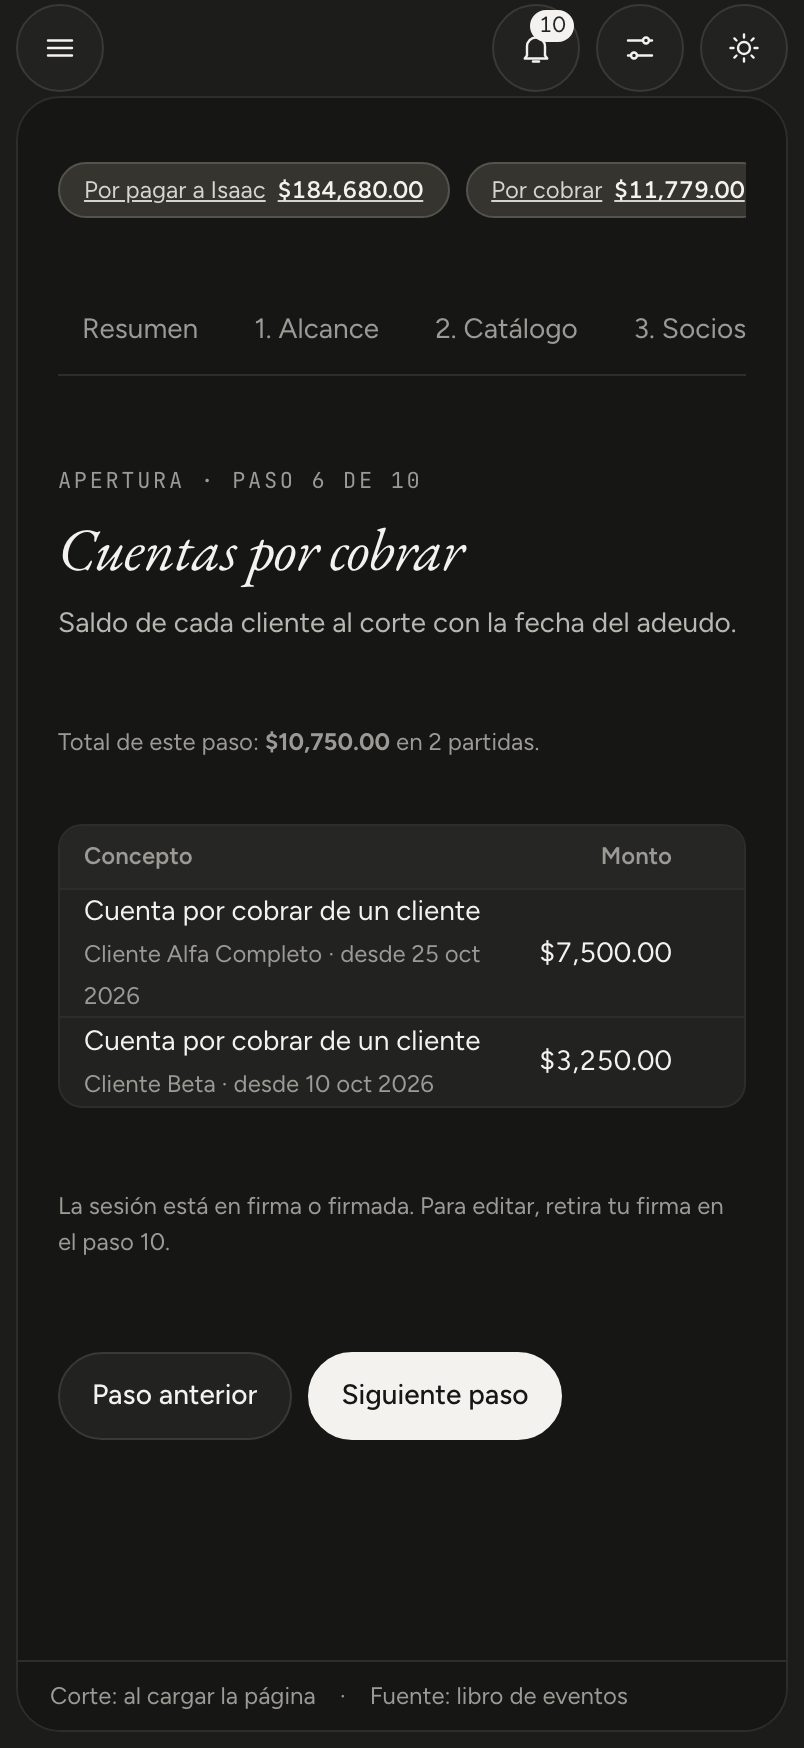 10
Por pagar a Isaac $184,680.00 Por cobrar $11,779.00
Resumen 1. Alcance 2. Catálogo 3. Socios
APERTURA · PASO 6 DE 10
Cuentas por cobrar
Saldo de cada cliente al corte con la fecha del adeudo.
Total de este paso: $10,750.00 en 2 partidas.
Concepto Monto
Cuenta por cobrar de un cliente
Cliente Alfa Completo · desde 25 oct
2026
$7,500.00
Cuenta por cobrar de un cliente
Cliente Beta · desde 10 oct 2026
$3,250.00
La sesión está en firma o firmada. Para editar, retira tu firma en
el paso 10.
Paso anterior Siguiente paso
Corte: al cargar la página · Fuente: libro de eventos